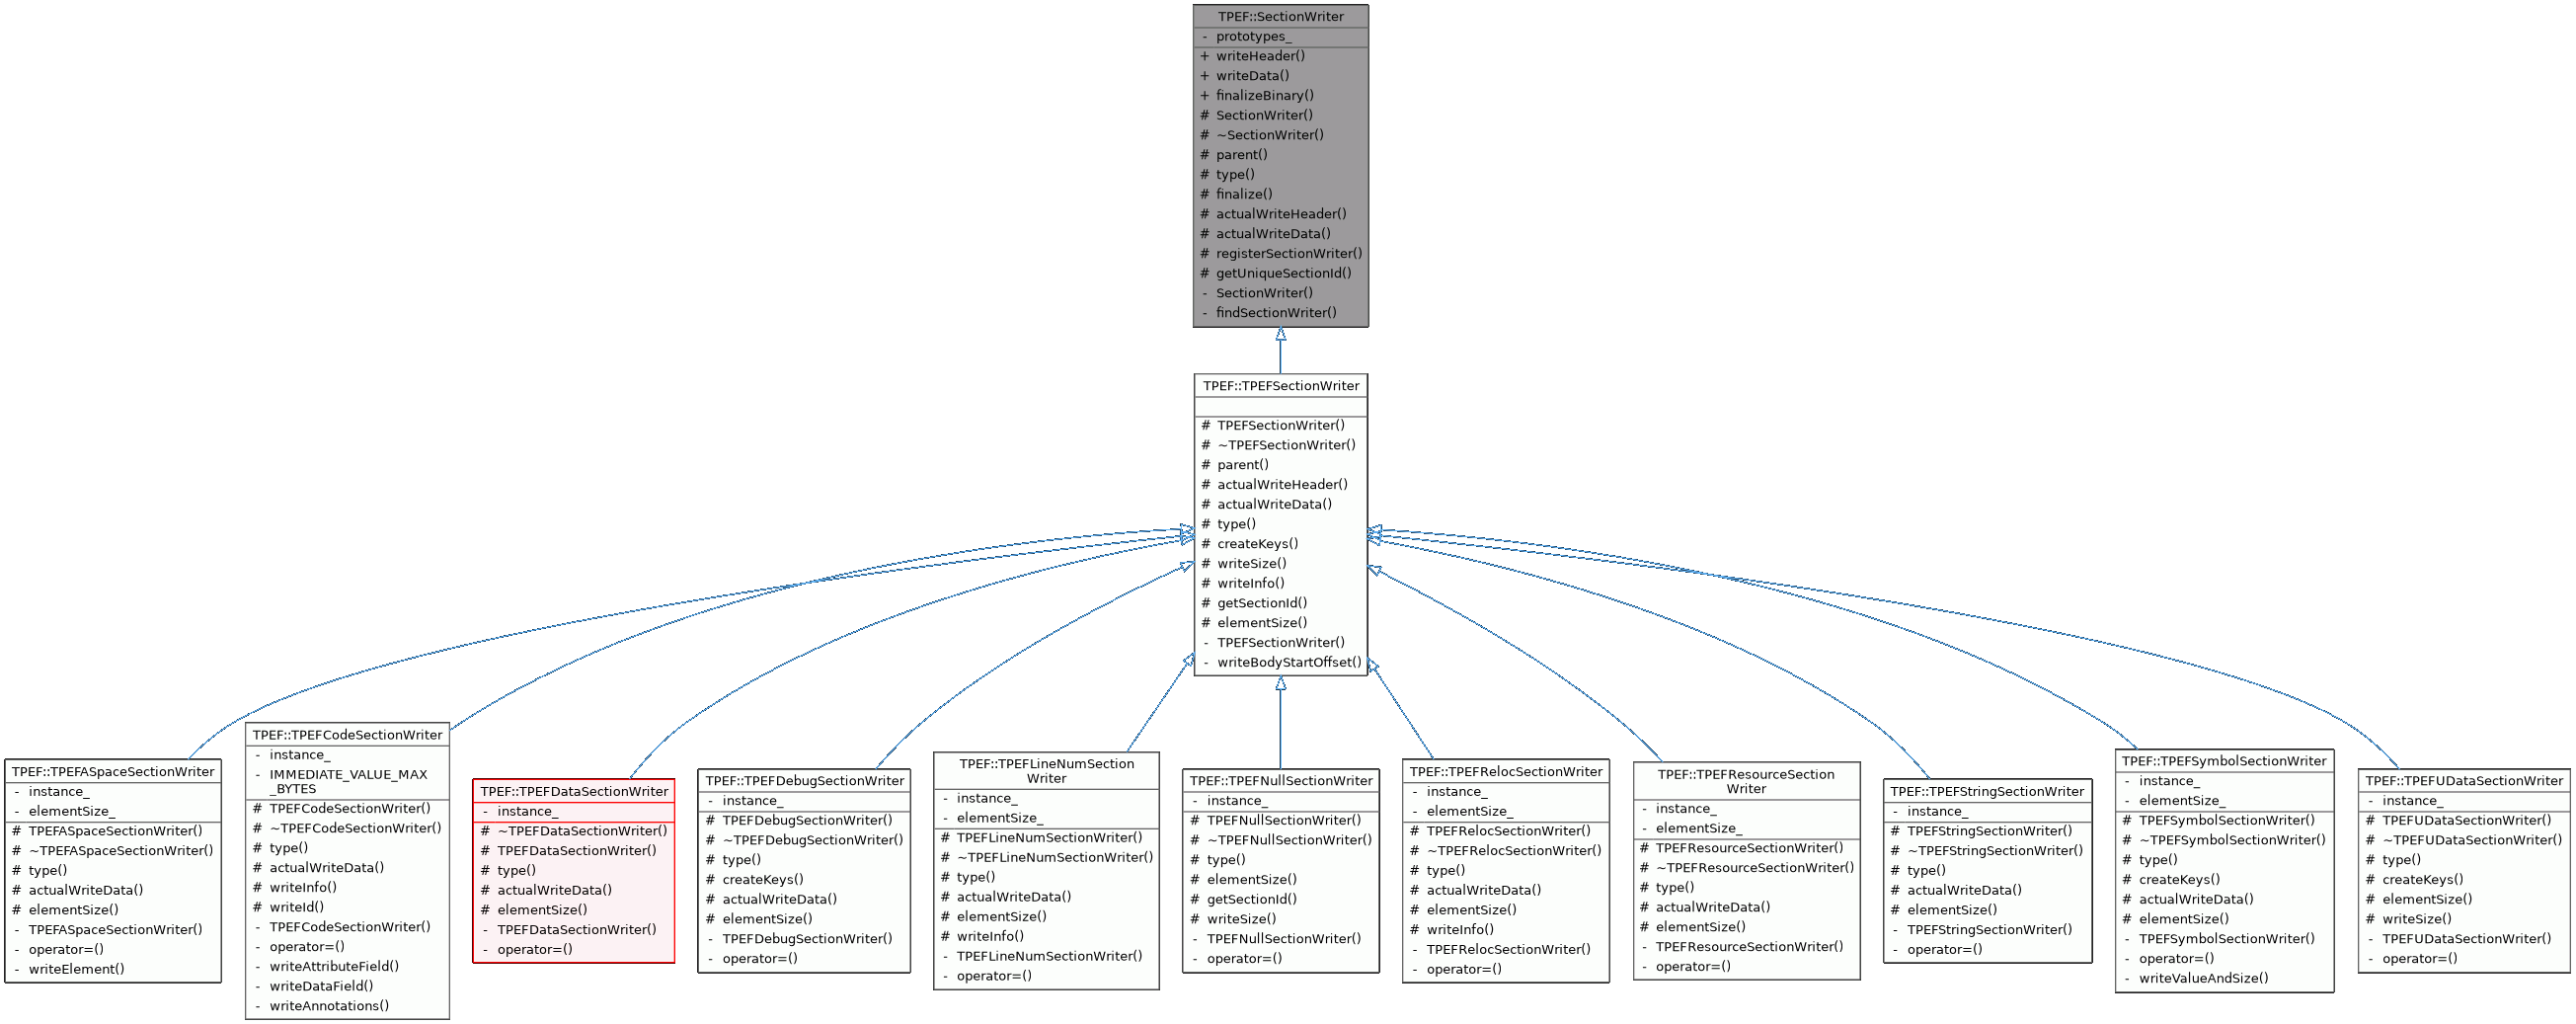 TPEF::SectionWriter
- prototypes_
+ writeHeader()
+ writeData()
+ finalizeBinary()
# SectionWriter()
# ~SectionWriter()
# parent()
# type()
# finalize()
# actualWriteHeader()
# actualWriteData()
# registerSectionWriter()
# getUniqueSectionId()
- SectionWriter()
- findSectionWriter()
TPEF::TPEFSectionWriter
# TPEFSectionWriter()
# ~TPEFSectionWriter()
# parent()
# actualWriteHeader()
# actualWriteData()
# type()
# createKeys()
# writeSize()
# writeInfo()
# getSectionId()
# elementSize()
- TPEFSectionWriter()
- writeBodyStartOffset()
TPEF::TPEFASpaceSectionWriter
- instance_
- elementSize_
# TPEFASpaceSectionWriter()
# ~TPEFASpaceSectionWriter()
# type()
# actualWriteData()
# elementSize()
- TPEFASpaceSectionWriter()
- operator=()
- writeElement()
TPEF::TPEFCodeSectionWriter
- instance_
- IMMEDIATE_VALUE_MAX
_BYTES
# TPEFCodeSectionWriter()
# ~TPEFCodeSectionWriter()
# type()
# actualWriteData()
# writeInfo()
# writeId()
- TPEFCodeSectionWriter()
- operator=()
- writeAttributeField()
- writeDataField()
- writeAnnotations()
TPEF::TPEFDataSectionWriter
- instance_
# ~TPEFDataSectionWriter()
# TPEFDataSectionWriter()
# type()
# actualWriteData()
# elementSize()
- TPEFDataSectionWriter()
- operator=()
TPEF::TPEFDebugSectionWriter
- instance_
# TPEFDebugSectionWriter()
# ~TPEFDebugSectionWriter()
# type()
# createKeys()
# actualWriteData()
# elementSize()
- TPEFDebugSectionWriter()
- operator=()
TPEF::TPEFLineNumSection
Writer
- instance_
- elementSize_
# TPEFLineNumSectionWriter()
# ~TPEFLineNumSectionWriter()
# type()
# actualWriteData()
# elementSize()
# writeInfo()
- TPEFLineNumSectionWriter()
- operator=()
TPEF::TPEFNullSectionWriter
- instance_
# TPEFNullSectionWriter()
# ~TPEFNullSectionWriter()
# type()
# elementSize()
# getSectionId()
# writeSize()
- TPEFNullSectionWriter()
- operator=()
TPEF::TPEFRelocSectionWriter
- instance_
- elementSize_
# TPEFRelocSectionWriter()
# ~TPEFRelocSectionWriter()
# type()
# actualWriteData()
# elementSize()
# writeInfo()
- TPEFRelocSectionWriter()
- operator=()
TPEF::TPEFResourceSection
Writer
- instance_
- elementSize_
# TPEFResourceSectionWriter()
# ~TPEFResourceSectionWriter()
# type()
# actualWriteData()
# elementSize()
- TPEFResourceSectionWriter()
- operator=()
TPEF::TPEFStringSectionWriter
- instance_
# TPEFStringSectionWriter()
# ~TPEFStringSectionWriter()
# type()
# actualWriteData()
# elementSize()
- TPEFStringSectionWriter()
- operator=()
TPEF::TPEFSymbolSectionWriter
- instance_
- elementSize_
# TPEFSymbolSectionWriter()
# ~TPEFSymbolSectionWriter()
# type()
# createKeys()
# actualWriteData()
# elementSize()
- TPEFSymbolSectionWriter()
- operator=()
- writeValueAndSize()
TPEF::TPEFUDataSectionWriter
- instance_
# TPEFUDataSectionWriter()
# ~TPEFUDataSectionWriter()
# type()
# createKeys()
# elementSize()
# writeSize()
- TPEFUDataSectionWriter()
- operator=()